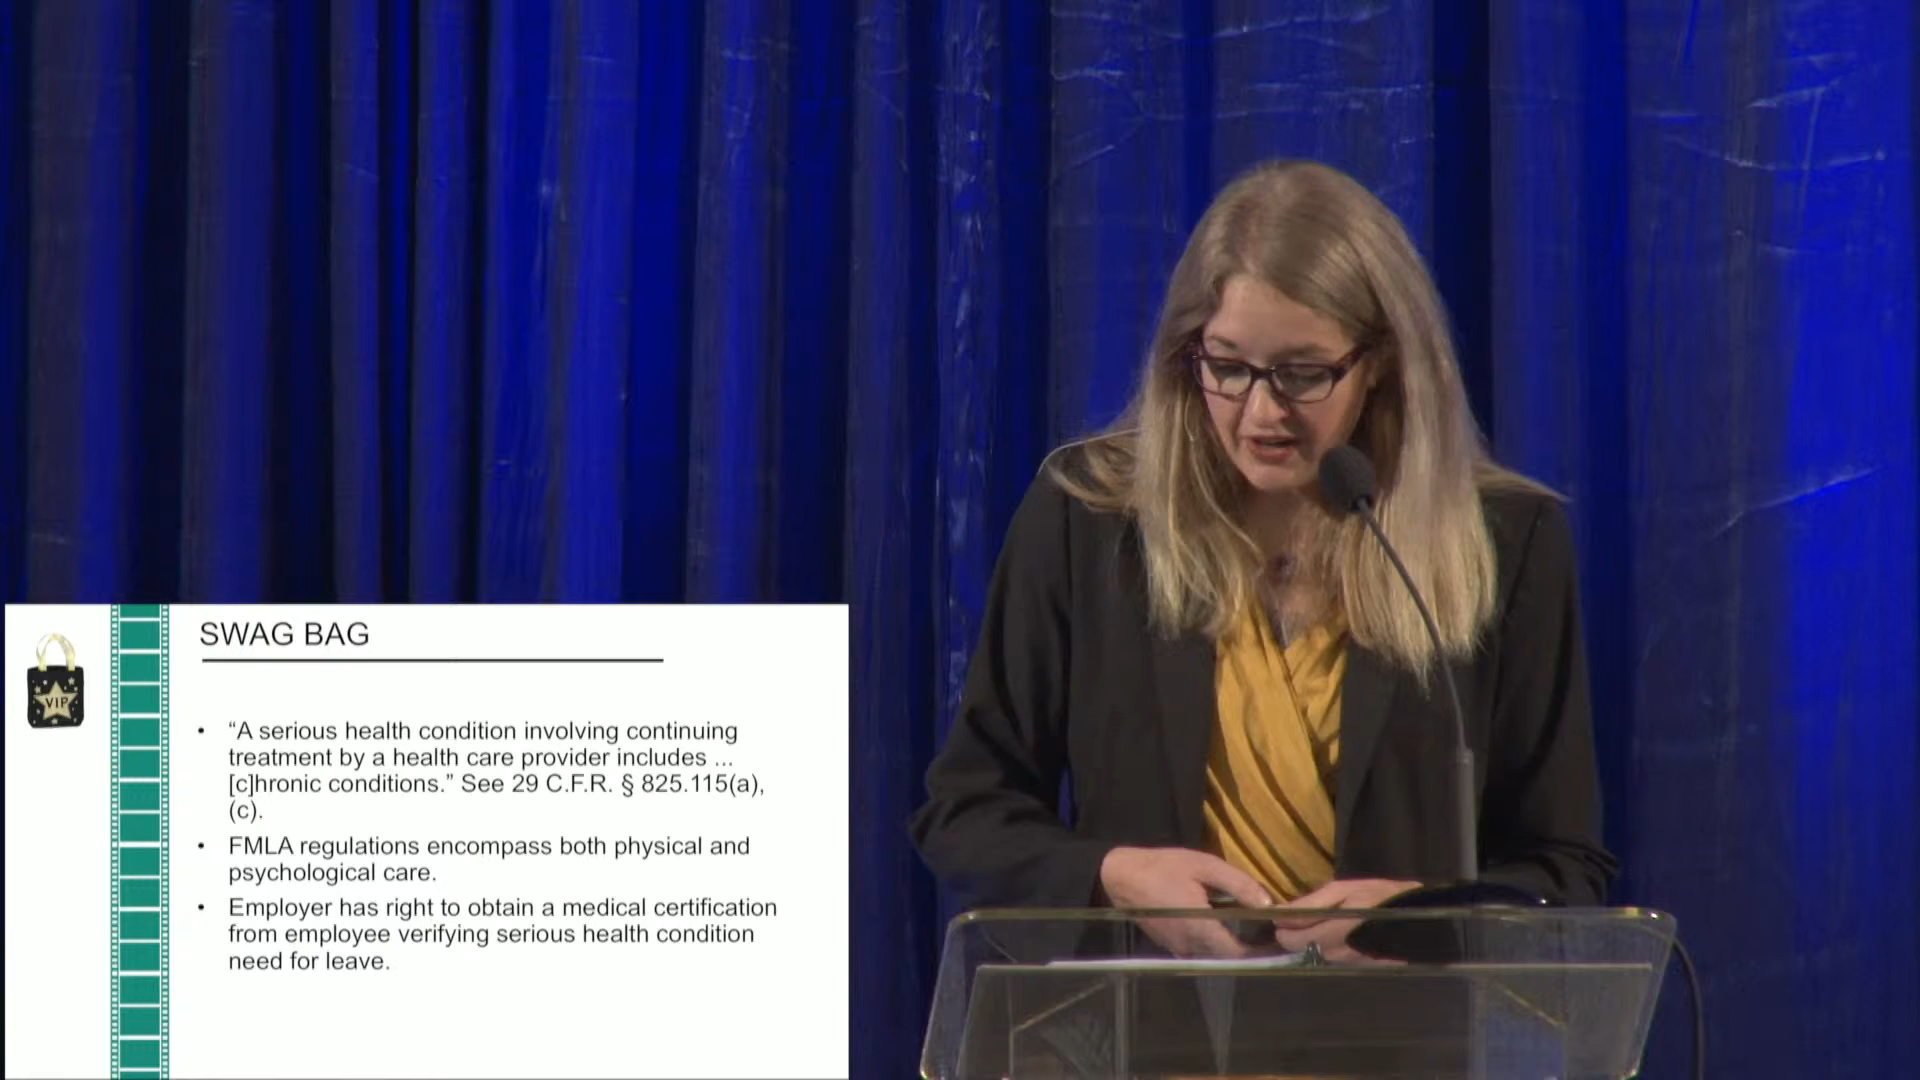 SWAG BAG
VIP
• “A serious health condition involving continuing
treatment by a health care provider includes ...
[c]hronic conditions.” See 29 C.F.R. § 825.115(a),
(c).
• FMLA regulations encompass both physical and
psychological care.
• Employer has right to obtain a medical certification
from employee verifying serious health condition
need for leave.